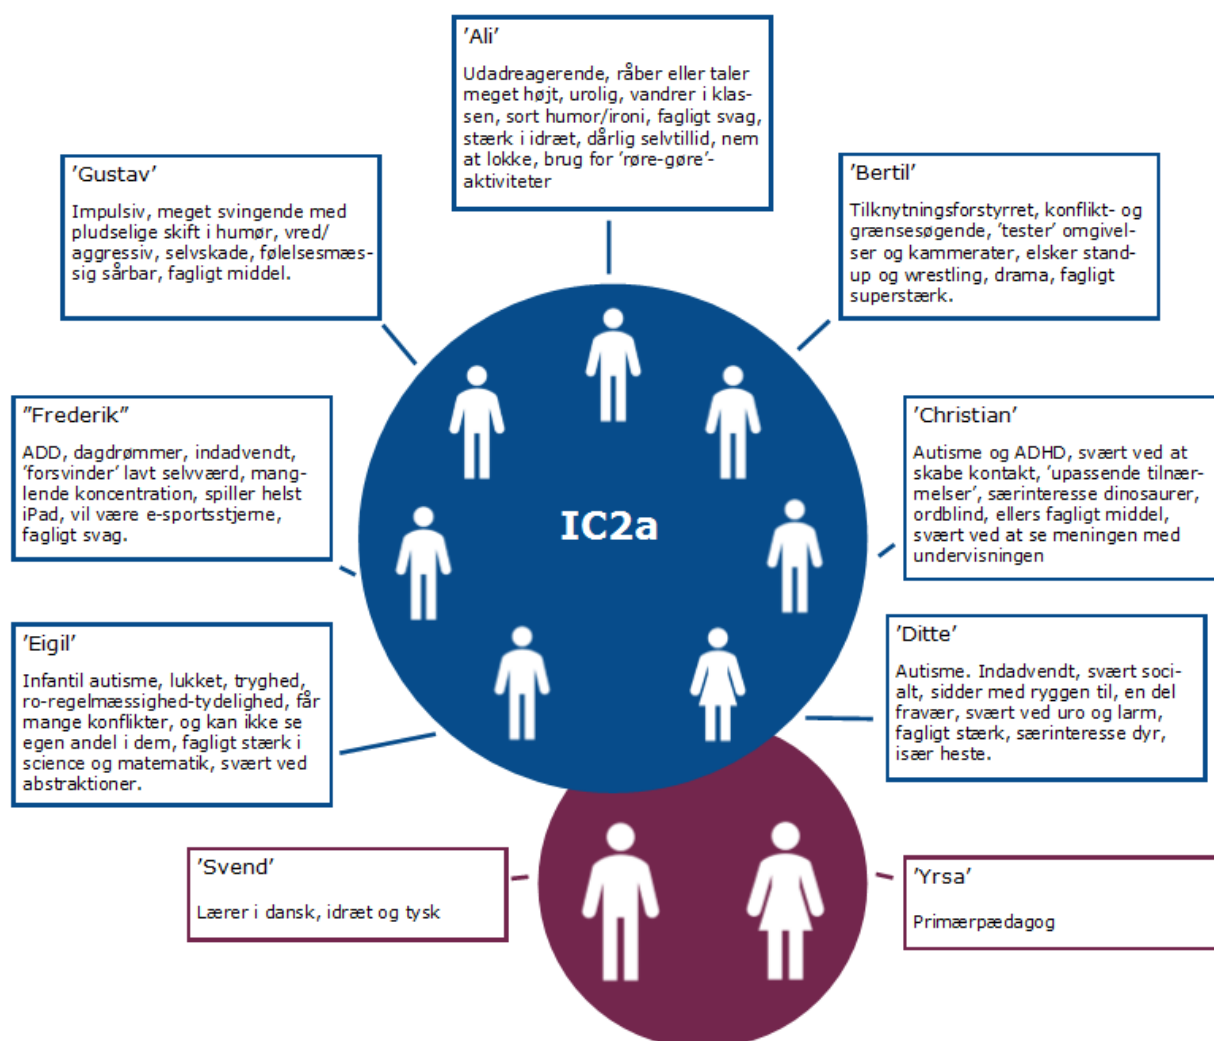 'Ali'
Udadreagerende, råber eller taler
meget højt, urolig, vandrer i klas-
sen, sort humor/ironi, fagligt svag,
stærk i idræt, dårlig selvtillid, nem
at lokke, brug for 'røre-gøre'-
aktiviteter
'Gustav'
Impulsiv, meget svingende med
pludselige skift i humør, vred/
aggressiv, selvskade, følelsesmæs-
sig sårbar, fagligt middel.
'Bertil'
Tilknytningsforstyrret, konflikt- og
grænsesøgende, 'tester' omgivel-
ser og kammerater, elsker stand-
up og wrestling, drama, fagligt
superstærk.
"Frederik"
ADD, dagdrømmer, indadvendt,
'forsvinder' lavt selvværd, mang-
lende koncentration, spiller helst
iPad, vil være e-sportsstjerne,
fagligt svag.
'Christian'
Autisme og ADHD, svært ved at
skabe kontakt, 'upassende tilnær-
melser', særinteresse dinosaurer,
ordblind, ellers fagligt middel,
svært ved at se meningen med
undervisningen
IC2a
'Eigil'
Infantil autisme, lukket, tryghed,
ro-regelmæssighed-tydelighed, får
mange konflikter, og kan ikke se
egen andel i dem, fagligt stærk i
science og matematik, svært ved
abstraktioner.
'Ditte'
Autisme. Indadvendt, svært soci-
alt, sidder med ryggen til, en del
fravær, svært ved uro og larm,
fagligt stærk, særinteresse dyr,
især heste.
'Svend'
Lærer i dansk, idræt og tysk
'Yrsa'
Primærpædagog